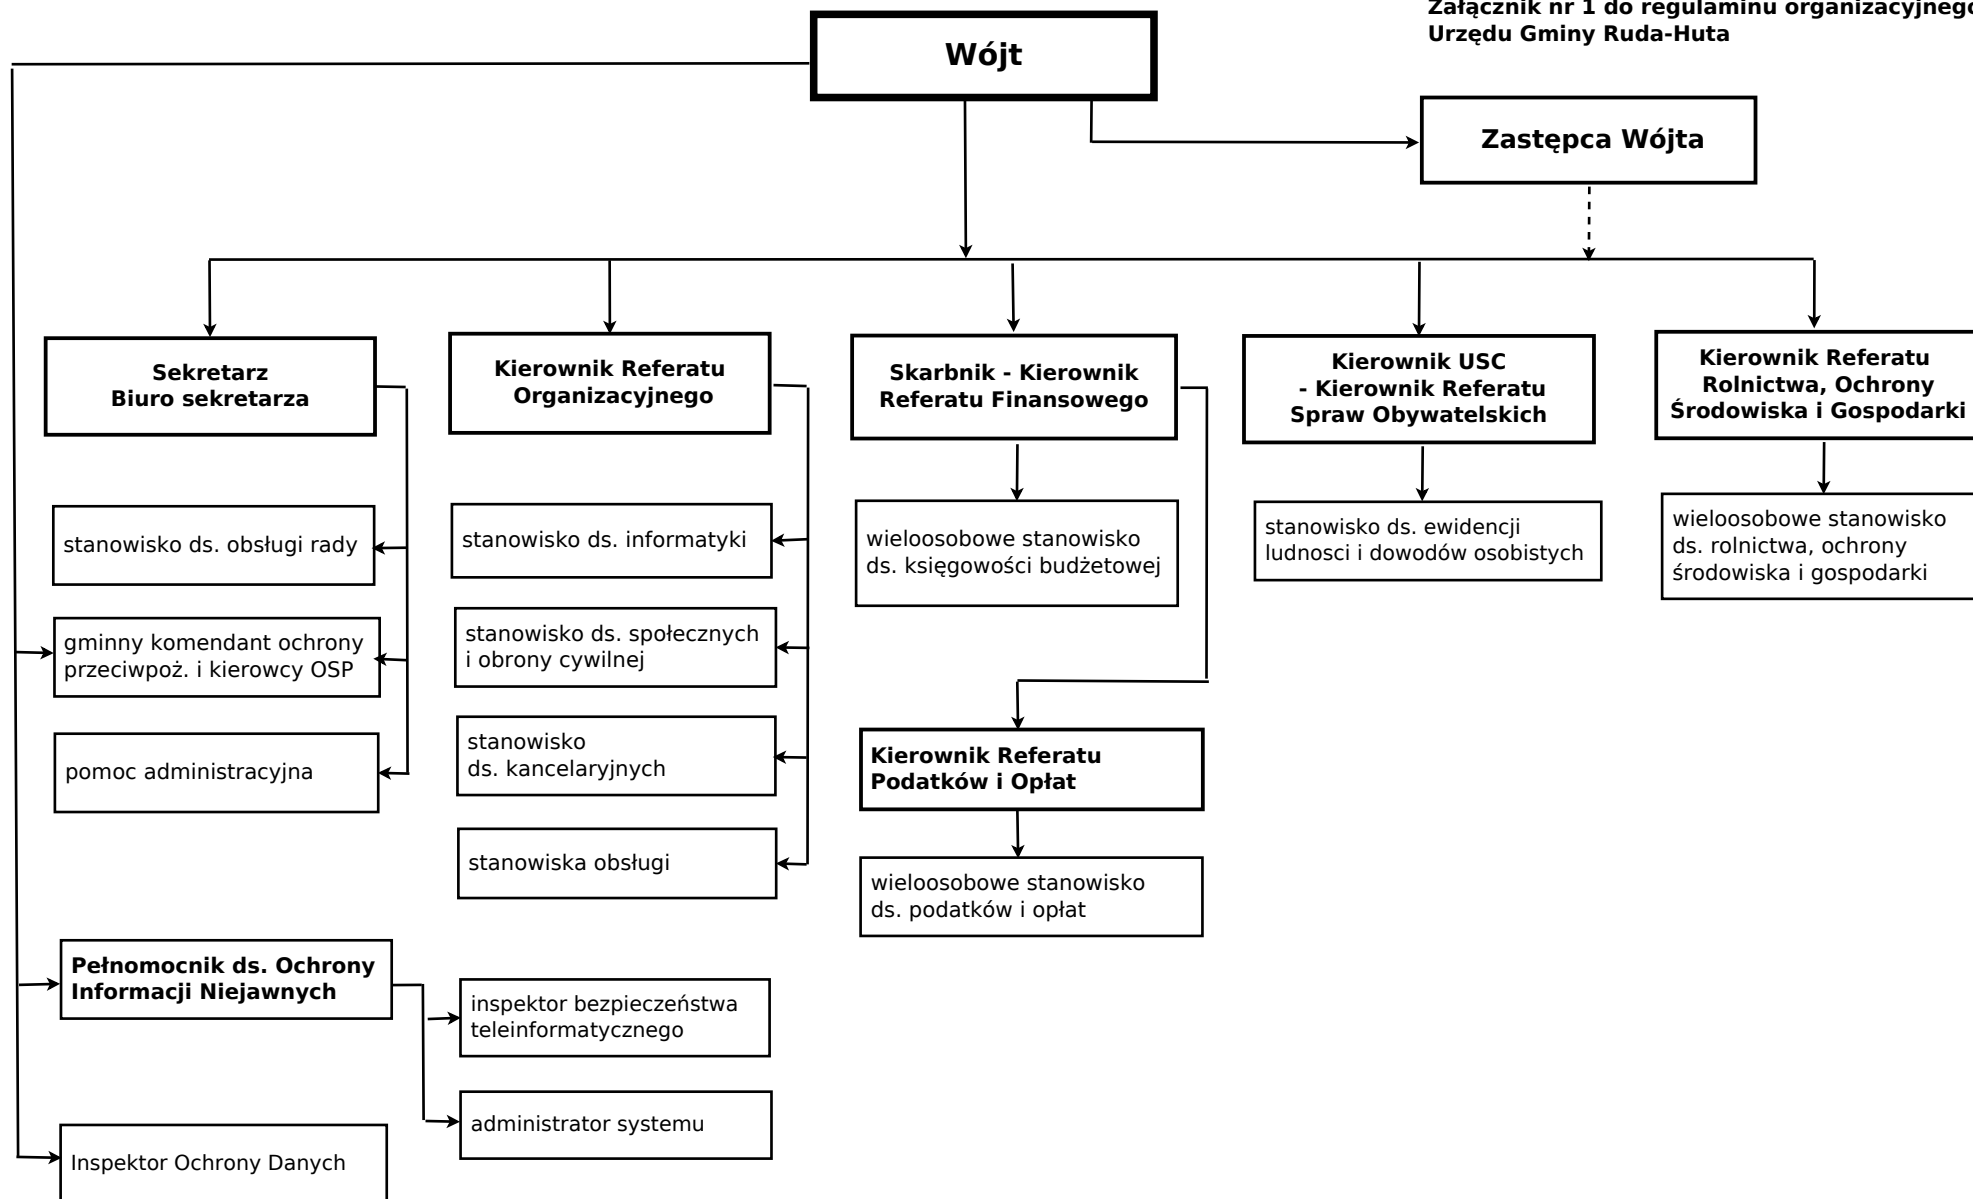 Załącznik nr 1 do regulaminu organizacyjnego
Urzędu Gminy Ruda-Huta
Wójt
Zastępca Wójta
Sekretarz
Biuro sekretarza
Kierownik Referatu
Organizacyjnego
Skarbnik - Kierownik
Referatu Finansowego
Kierownik USC
- Kierownik Referatu
Spraw Obywatelskich
Kierownik Referatu
Rolnictwa, Ochrony
Środowiska i Gospodarki
stanowisko ds. obsługi rady
gminny komendant ochrony
przeciwpoż. i kierowcy OSP
pomoc administracyjna
stanowisko ds. informatyki
stanowisko ds. społecznych
i obrony cywilnej
stanowisko
ds. kancelaryjnych
stanowiska obsługi
wieloosobowe stanowisko
ds. księgowości budżetowej
Kierownik Referatu
Podatków i Opłat
wieloosobowe stanowisko
ds. podatków i opłat
stanowisko ds. ewidencji
ludnosci i dowodów osobistych
wieloosobowe stanowisko
ds. rolnictwa, ochrony
środowiska i gospodarki
Pełnomocnik ds. Ochrony
Informacji Niejawnych
inspektor bezpieczeństwa
teleinformatycznego
administrator systemu
Inspektor Ochrony Danych